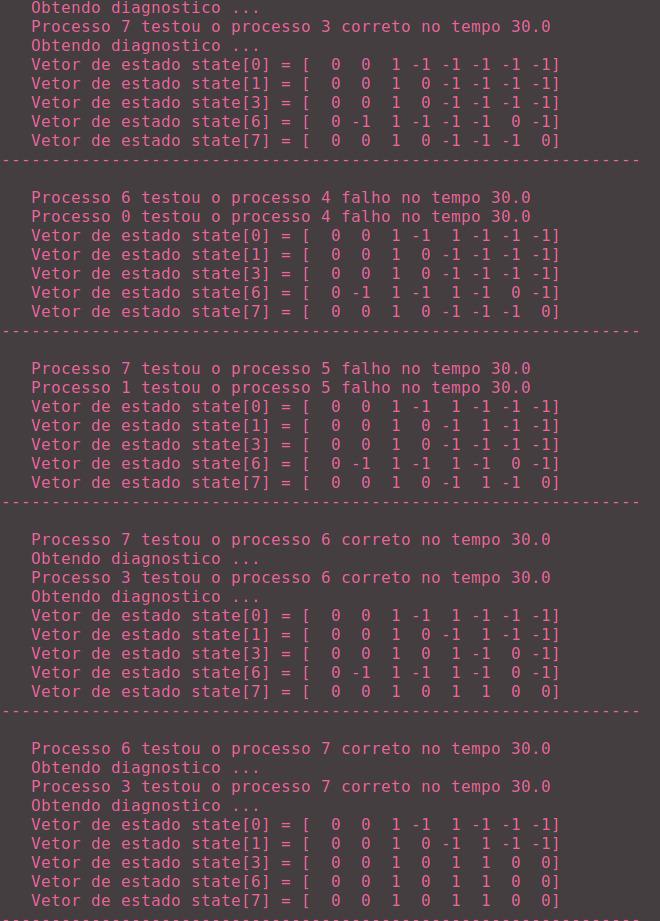 Obtendo diagnostico ...
Processo 7 testou o processo 3 correto no tempo 30.0
Obtendo diagnostico ...
Vetor de estado state[0] = [  0  0  1 -1 -1 -1 -1 -1]
Vetor de estado state[1] = [  0  0  1  0 -1 -1 -1 -1]
Vetor de estado state[3] = [  0  0  1  0 -1 -1 -1 -1]
Vetor de estado state[6] = [  0 -1  1 -1 -1 -1  0 -1]
Vetor de estado state[7] = [  0  0  1  0 -1 -1 -1  0]
----------------------------------------------------------------
Processo 6 testou o processo 4 falho no tempo 30.0
Processo 0 testou o processo 4 falho no tempo 30.0
Vetor de estado state[0] = [  0  0  1 -1  1 -1 -1 -1]
Vetor de estado state[1] = [  0  0  1  0 -1 -1 -1 -1]
Vetor de estado state[3] = [  0  0  1  0 -1 -1 -1 -1]
Vetor de estado state[6] = [  0 -1  1 -1  1 -1  0 -1]
Vetor de estado state[7] = [  0  0  1  0 -1 -1 -1  0]
----------------------------------------------------------------
Processo 7 testou o processo 5 falho no tempo 30.0
Processo 1 testou o processo 5 falho no tempo 30.0
Vetor de estado state[0] = [  0  0  1 -1  1 -1 -1 -1]
Vetor de estado state[1] = [  0  0  1  0 -1  1 -1 -1]
Vetor de estado state[3] = [  0  0  1  0 -1 -1 -1 -1]
Vetor de estado state[6] = [  0 -1  1 -1  1 -1  0 -1]
Vetor de estado state[7] = [  0  0  1  0 -1  1 -1  0]
----------------------------------------------------------------
Processo 7 testou o processo 6 correto no tempo 30.0
Obtendo diagnostico ...
Processo 3 testou o processo 6 correto no tempo 30.0
Obtendo diagnostico ...
Vetor de estado state[0] = [  0  0  1 -1  1 -1 -1 -1]
Vetor de estado state[1] = [  0  0  1  0 -1  1 -1 -1]
Vetor de estado state[3] = [  0  0  1  0  1 -1  0 -1]
Vetor de estado state[6] = [  0 -1  1 -1  1 -1  0 -1]
Vetor de estado state[7] = [  0  0  1  0  1  1  0  0]
----------------------------------------------------------------
Processo 6 testou o processo 7 correto no tempo 30.0
Obtendo diagnostico ...
Processo 3 testou o processo 7 correto no tempo 30.0
Obtendo diagnostico ...
Vetor de estado state[0] = [  0  0  1 -1  1 -1 -1 -1]
Vetor de estado state[1] = [  0  0  1  0 -1  1 -1 -1]
Vetor de estado state[3] = [  0  0  1  0  1  1  0  0]
Vetor de estado state[6] = [  0  0  1  0  1  1  0  0]
Vetor de estado state[7] = [  0  0  1  0  1  1  0  0]
----------------------------------------------------------------